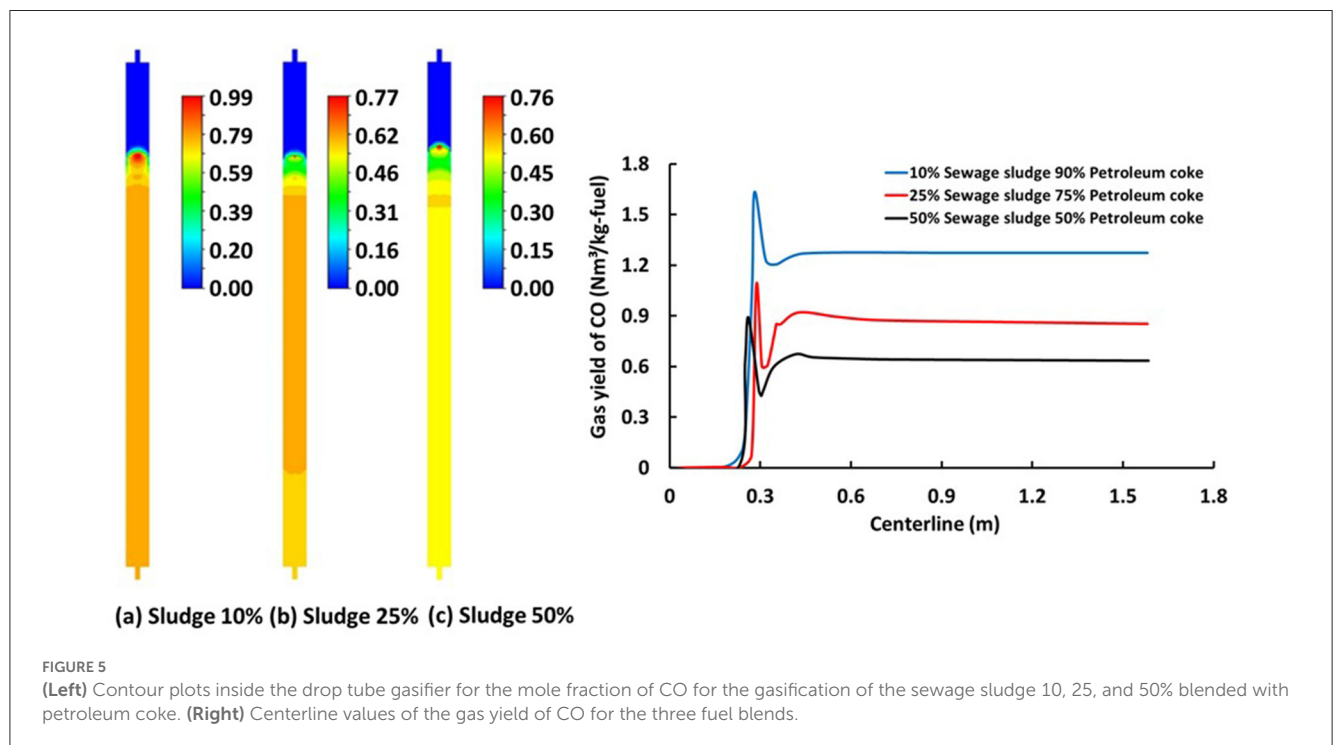 0.99
0.79
0.59
0.39
0.20
0.00
0.77
0.62
0.46
0.31
0.16
0.00
0.76
0.60
0.45
0.30
0.15
0.00
(a) Sludge 10% (b) Sludge 25% (c) Sludge 50%
Gas yield of CO (Nm³/kg-fuel)
1.8
1.5
1.2
0.9
0.6
0.3
0
10% Sewage sludge 90% Petroleum coke
25% Sewage sludge 75% Petroleum coke
50% Sewage sludge 50% Petroleum coke
0 0.3 0.6 0.9 1.2 1.5 1.8
Centerline (m)
FIGURE 5
(Left) Contour plots inside the drop tube gasifier for the mole fraction of CO for the gasification of the sewage sludge 10, 25, and 50% blended with
petroleum coke. (Right) Centerline values of the gas yield of CO for the three fuel blends.